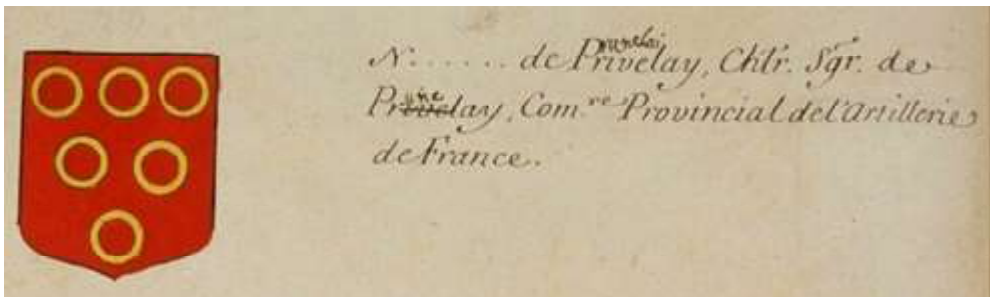 N. . . . . . . de Privelay, Chlr. Sgr. de
Privelay, Com.re Provincial de l'artillerie
de France.